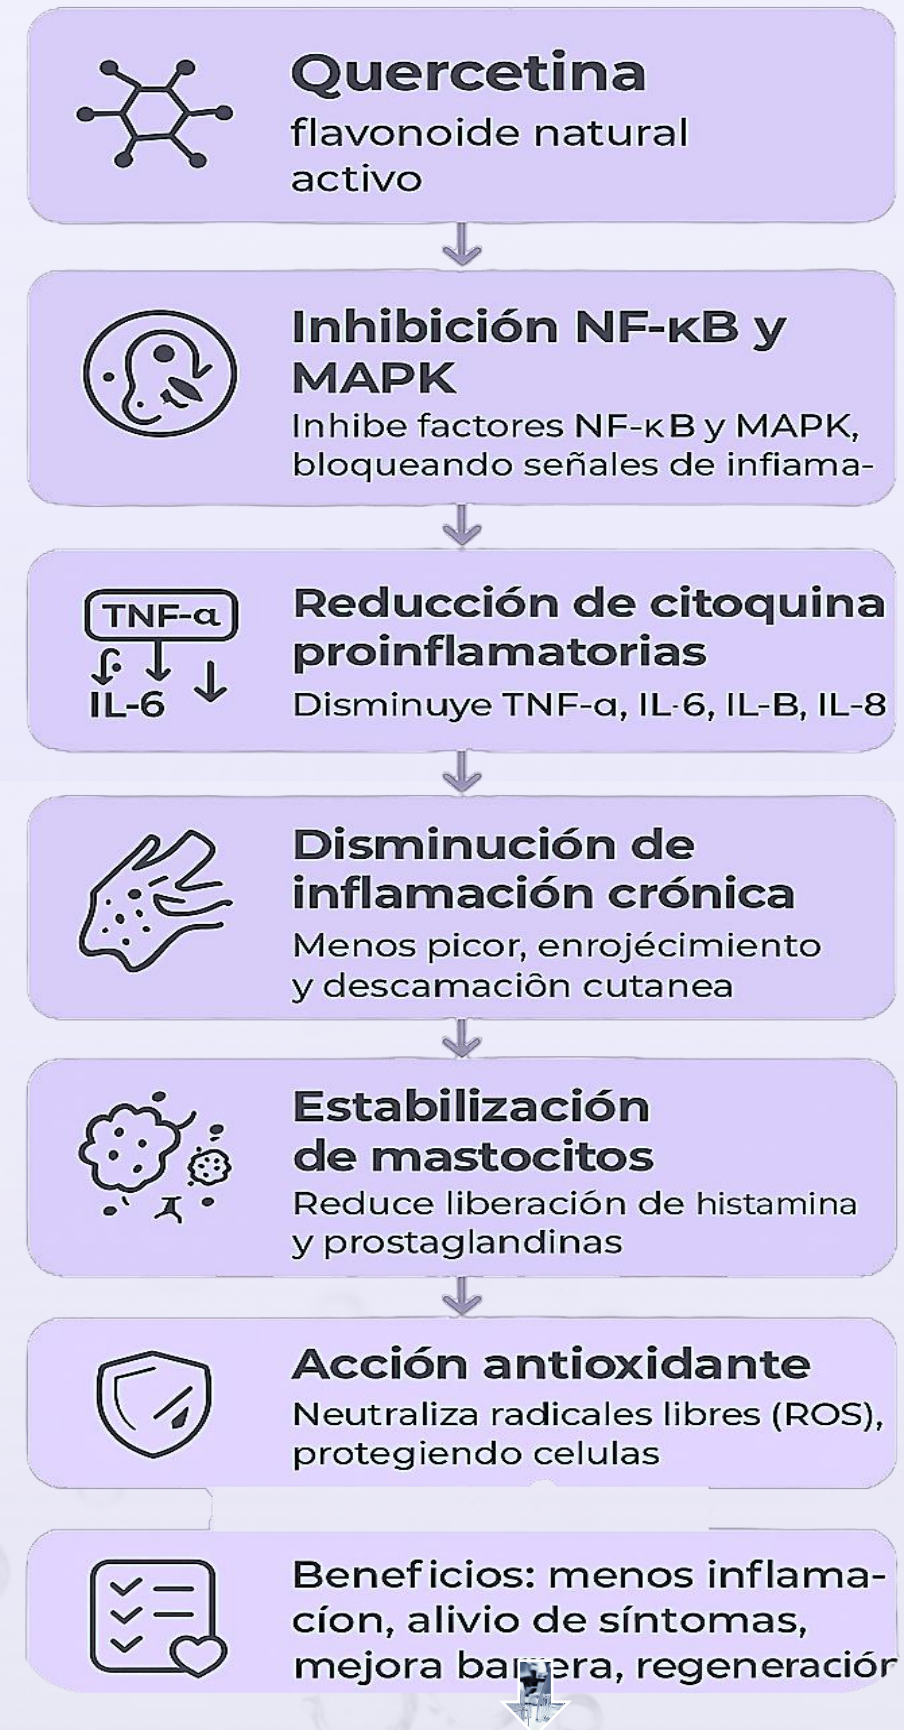 Quercetina
flavonoide natural
activo
Inhibición NF-κB y
MAPK
Inhibe factores NF-κB y MAPK,
bloqueando señales de infiama-
TNF-α
IL-6
Reducción de citoquina
proinflamatorias
Disminuye TNF-α, IL-6, IL-B, IL-8
Disminución de
inflamación crónica
Menos picor, enrojécimiento
y descamaciôn cutanea
Estabilización
de mastocitos
Reduce liberación de histamina
y prostaglandinas
Acción antioxidante
Neutraliza radicales libres (ROS),
protegiendo celulas
Beneficios: menos inflama-
cíon, alivio de síntomas,
mejora barrera, regeneración